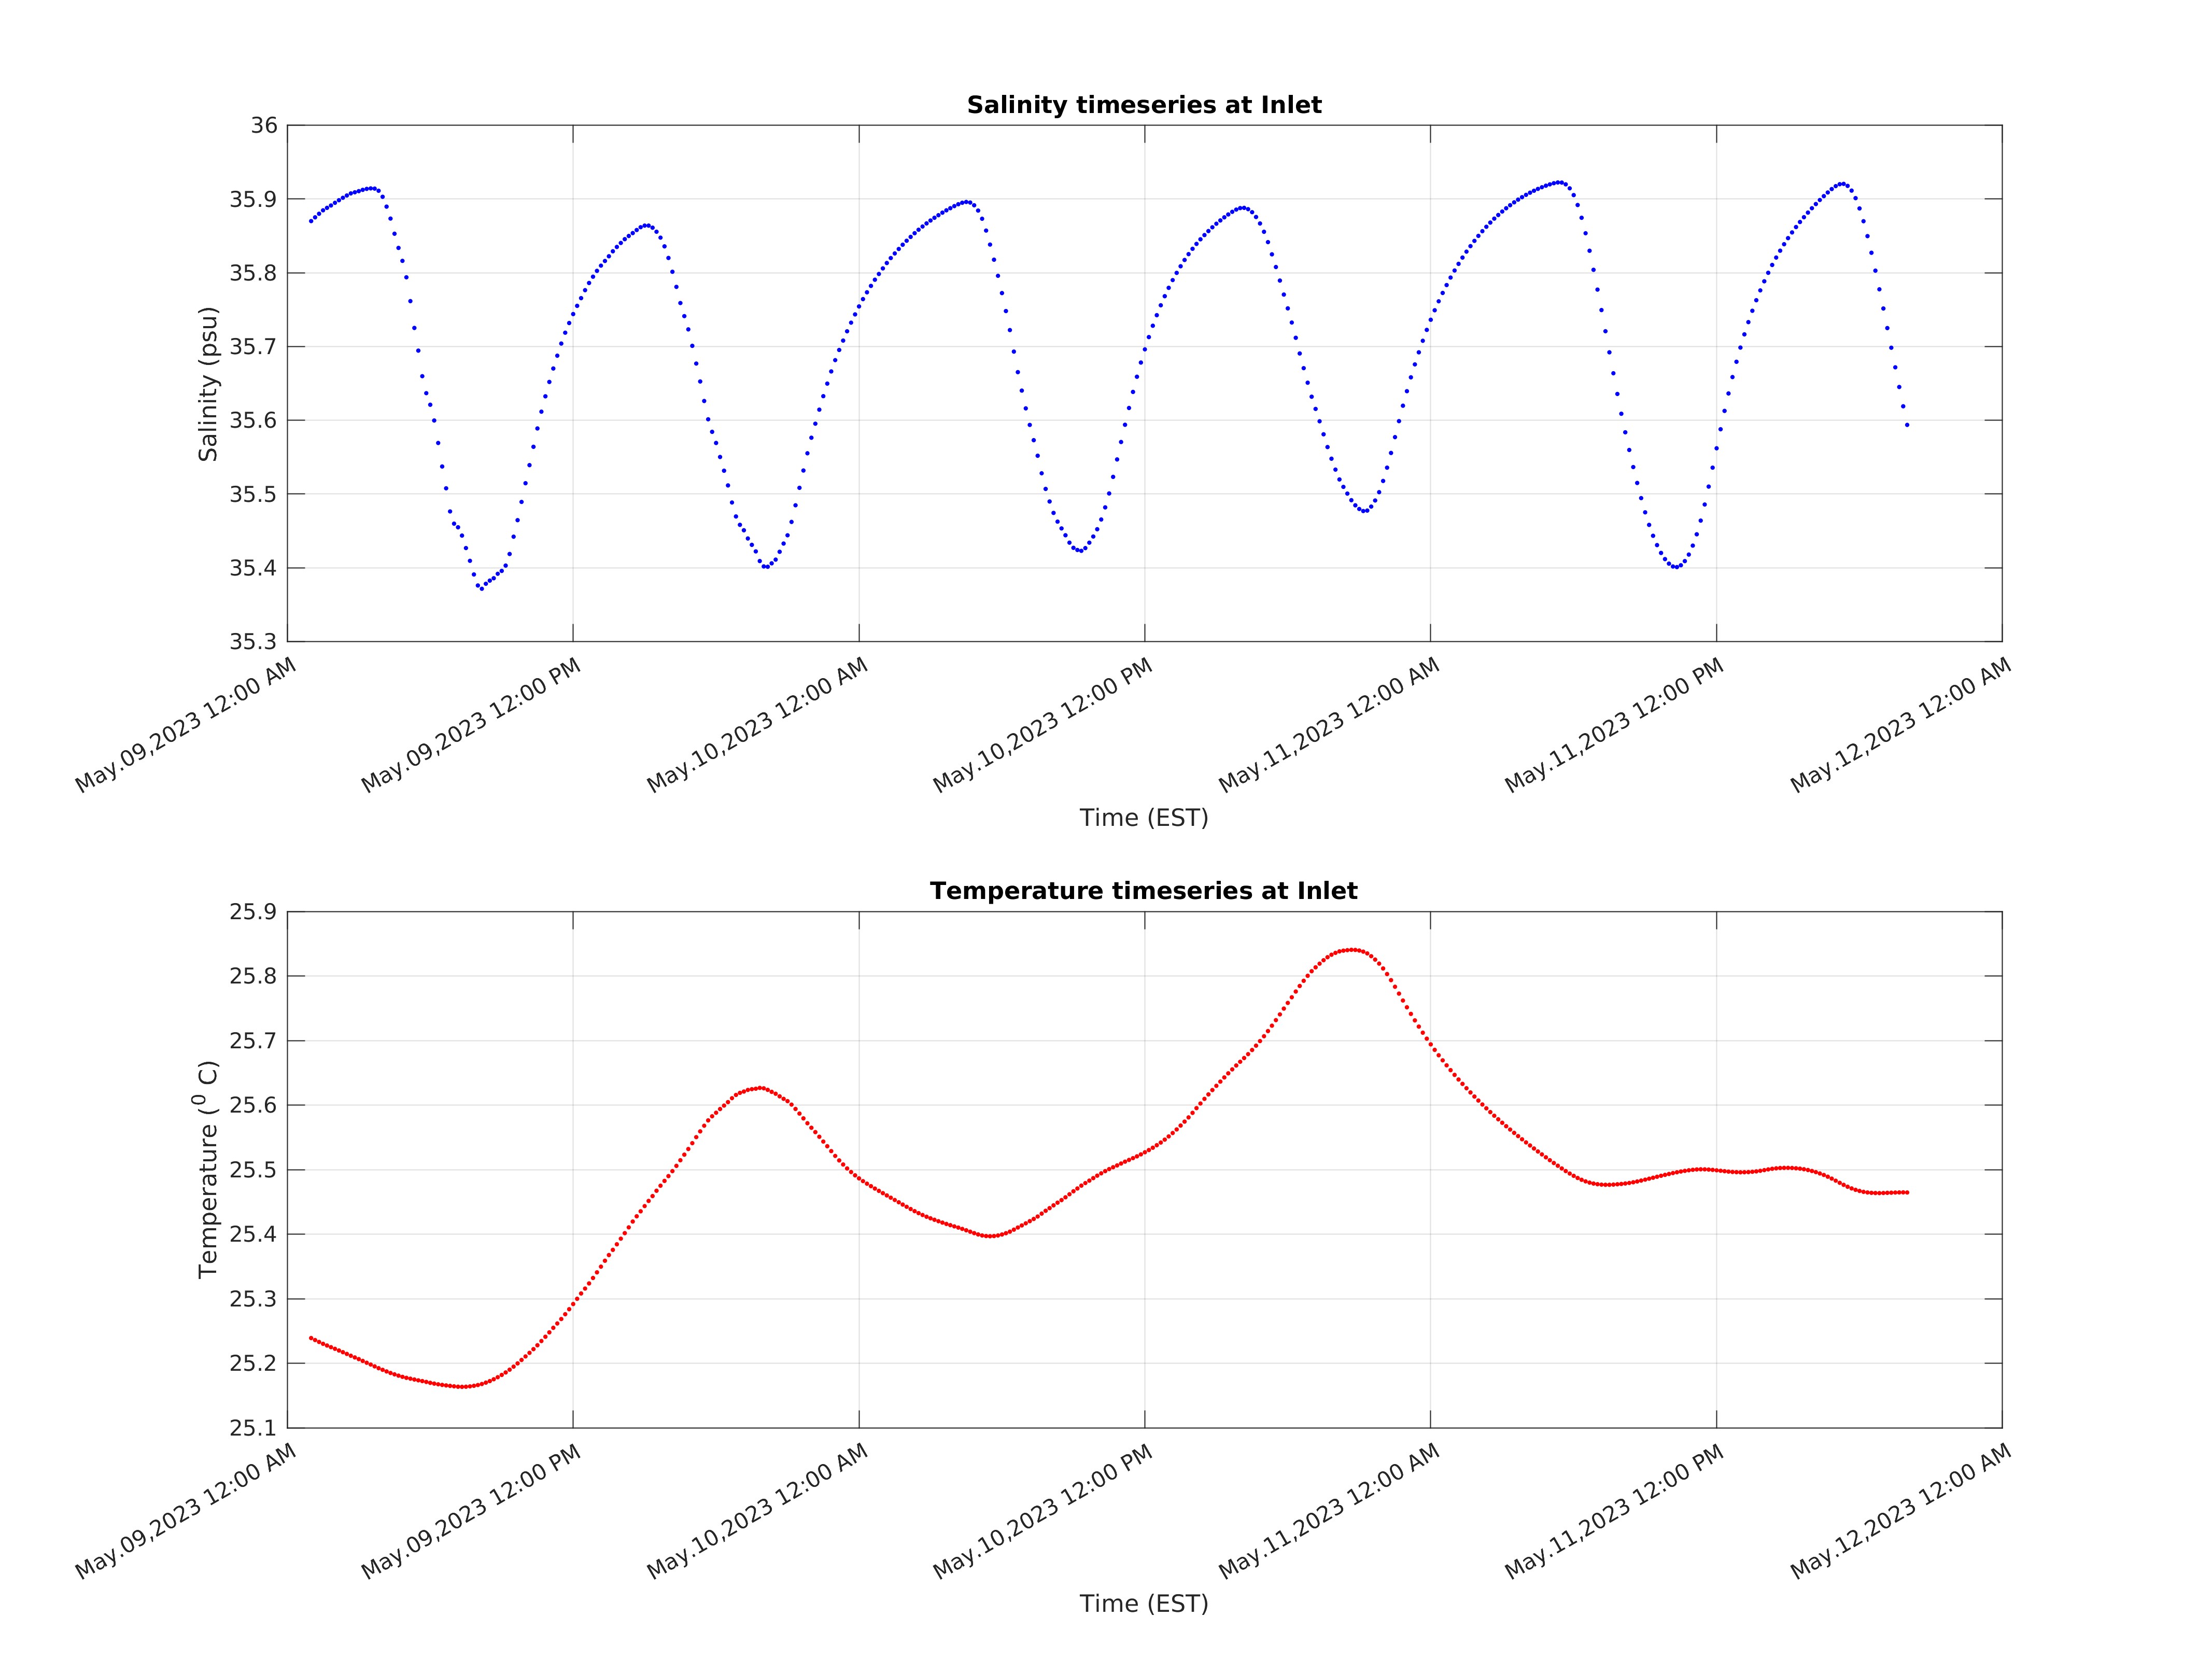 Salinity timeseries at Inlet
36
35.9
35.8
35.7
35.6
35.5
35.4
35.3
Salinity (psu)
May.09,2023 12:00 AM
May.09,2023 12:00 PM
May.10,2023 12:00 AM
May.10,2023 12:00 PM
May.11,2023 12:00 AM
May.11,2023 12:00 PM
May.12,2023 12:00 AM
Time (EST)
Temperature timeseries at Inlet
25.9
25.8
25.7
25.6
25.5
25.4
25.3
25.2
25.1
Temperature (⁰ C)
May.09,2023 12:00 AM
May.09,2023 12:00 PM
May.10,2023 12:00 AM
May.10,2023 12:00 PM
May.11,2023 12:00 AM
May.11,2023 12:00 PM
May.12,2023 12:00 AM
Time (EST)